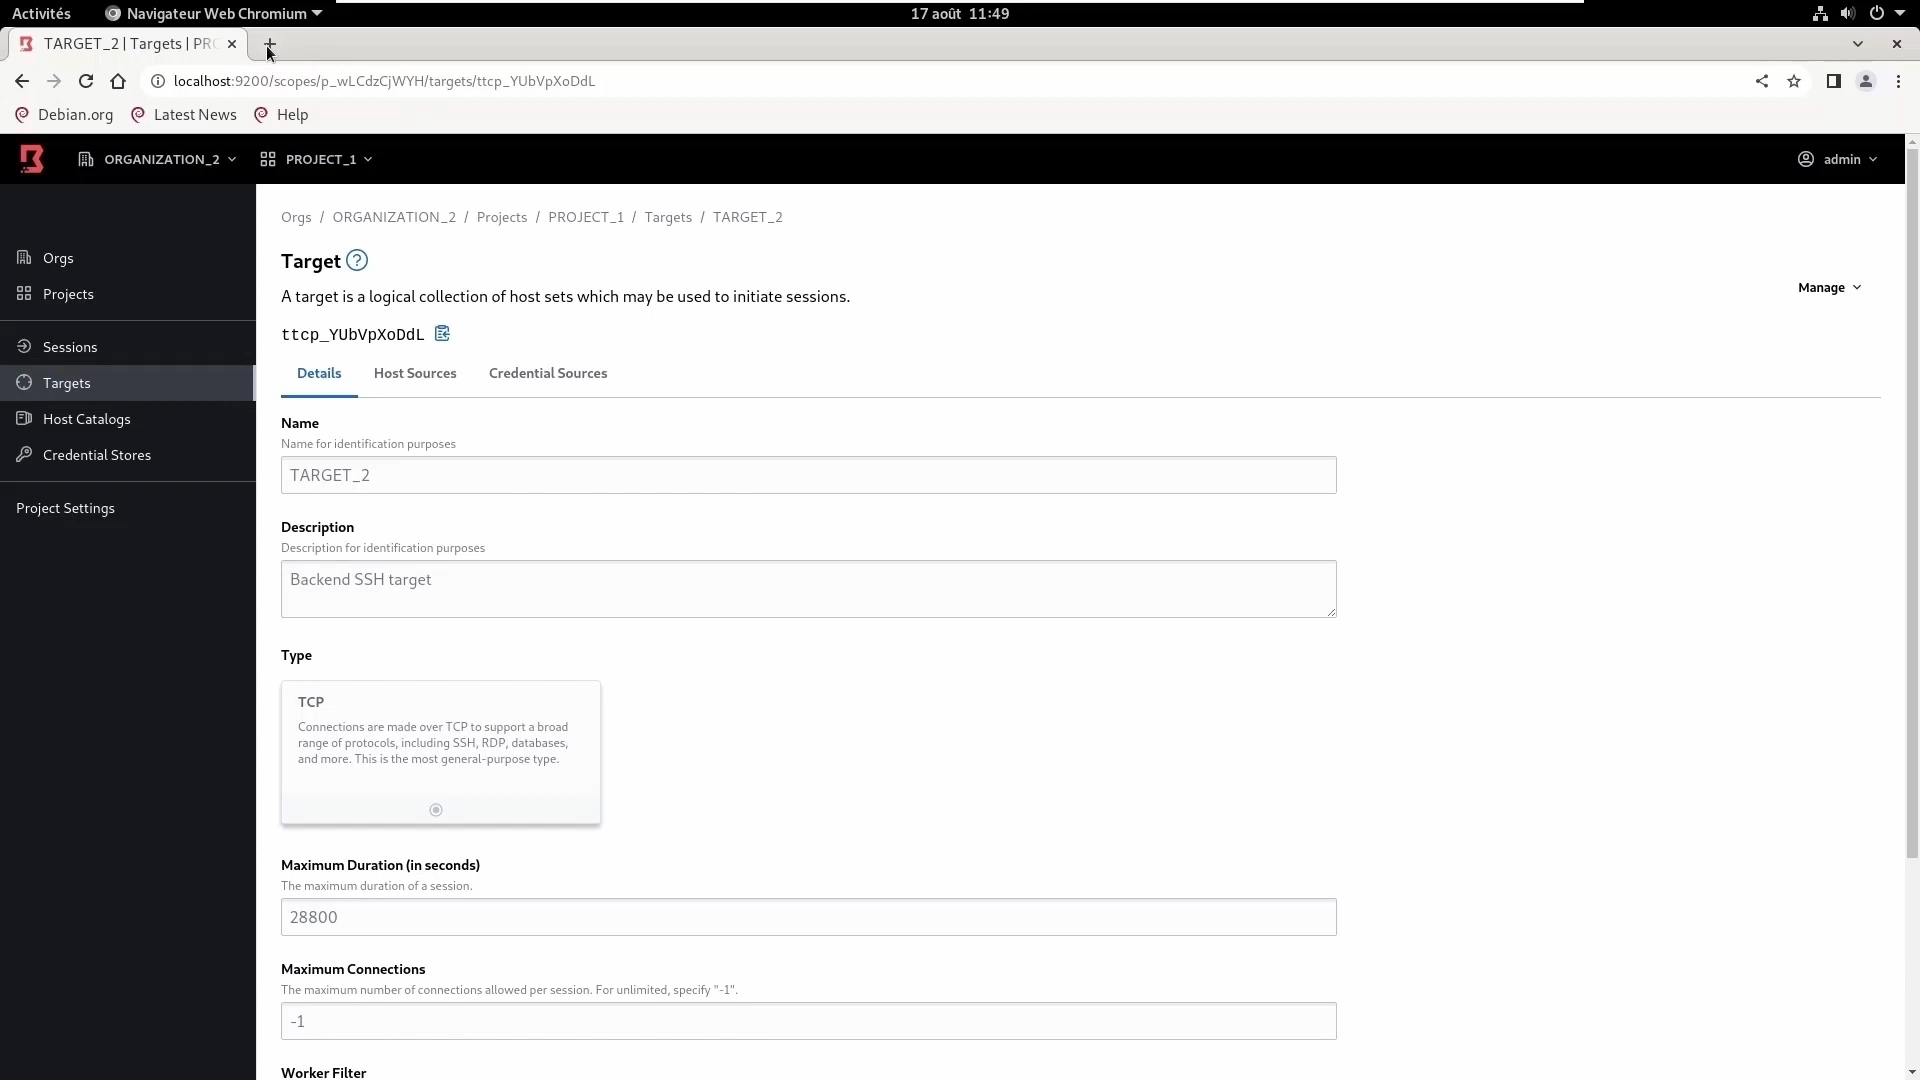 Activités
Navigateur Web Chromium
17 août 11:49
TARGET_2 | Targets | PR
localhost:9200/scopes/p_wLCdzCjWYH/targets/ttcp_YUbVpXoDdL
Debian.org
Latest News
Help
ORGANIZATION_2
PROJECT_1
admin
Orgs / ORGANIZATION_2 / Projects / PROJECT_1 / Targets / TARGET_2
Orgs
Projects
Sessions
Targets
Host Catalogs
Credential Stores
Project Settings
Target ?
A target is a logical collection of host sets which may be used to initiate sessions.
Manage
ttcp_YUbVpXoDdL
Details
Host Sources
Credential Sources
Name
Name for identification purposes
TARGET_2
Description
Description for identification purposes
Backend SSH target
Type
TCP
Connections are made over TCP to support a broad
range of protocols, including SSH, RDP, databases,
and more. This is the most general-purpose type.
Maximum Duration (in seconds)
The maximum duration of a session.
28800
Maximum Connections
The maximum number of connections allowed per session. For unlimited, specify "-1".
-1
Worker Filter